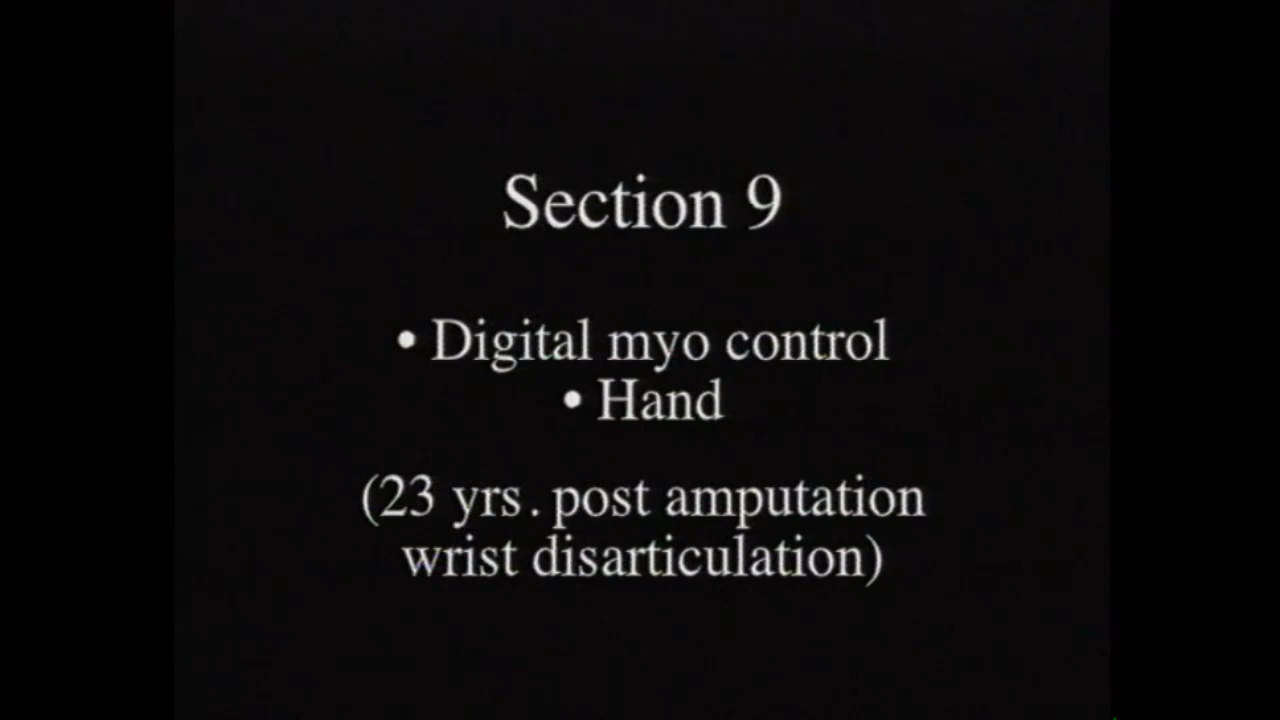 Section 9
• Digital myo control
• Hand
(23 yrs. post amputation
wrist disarticulation)